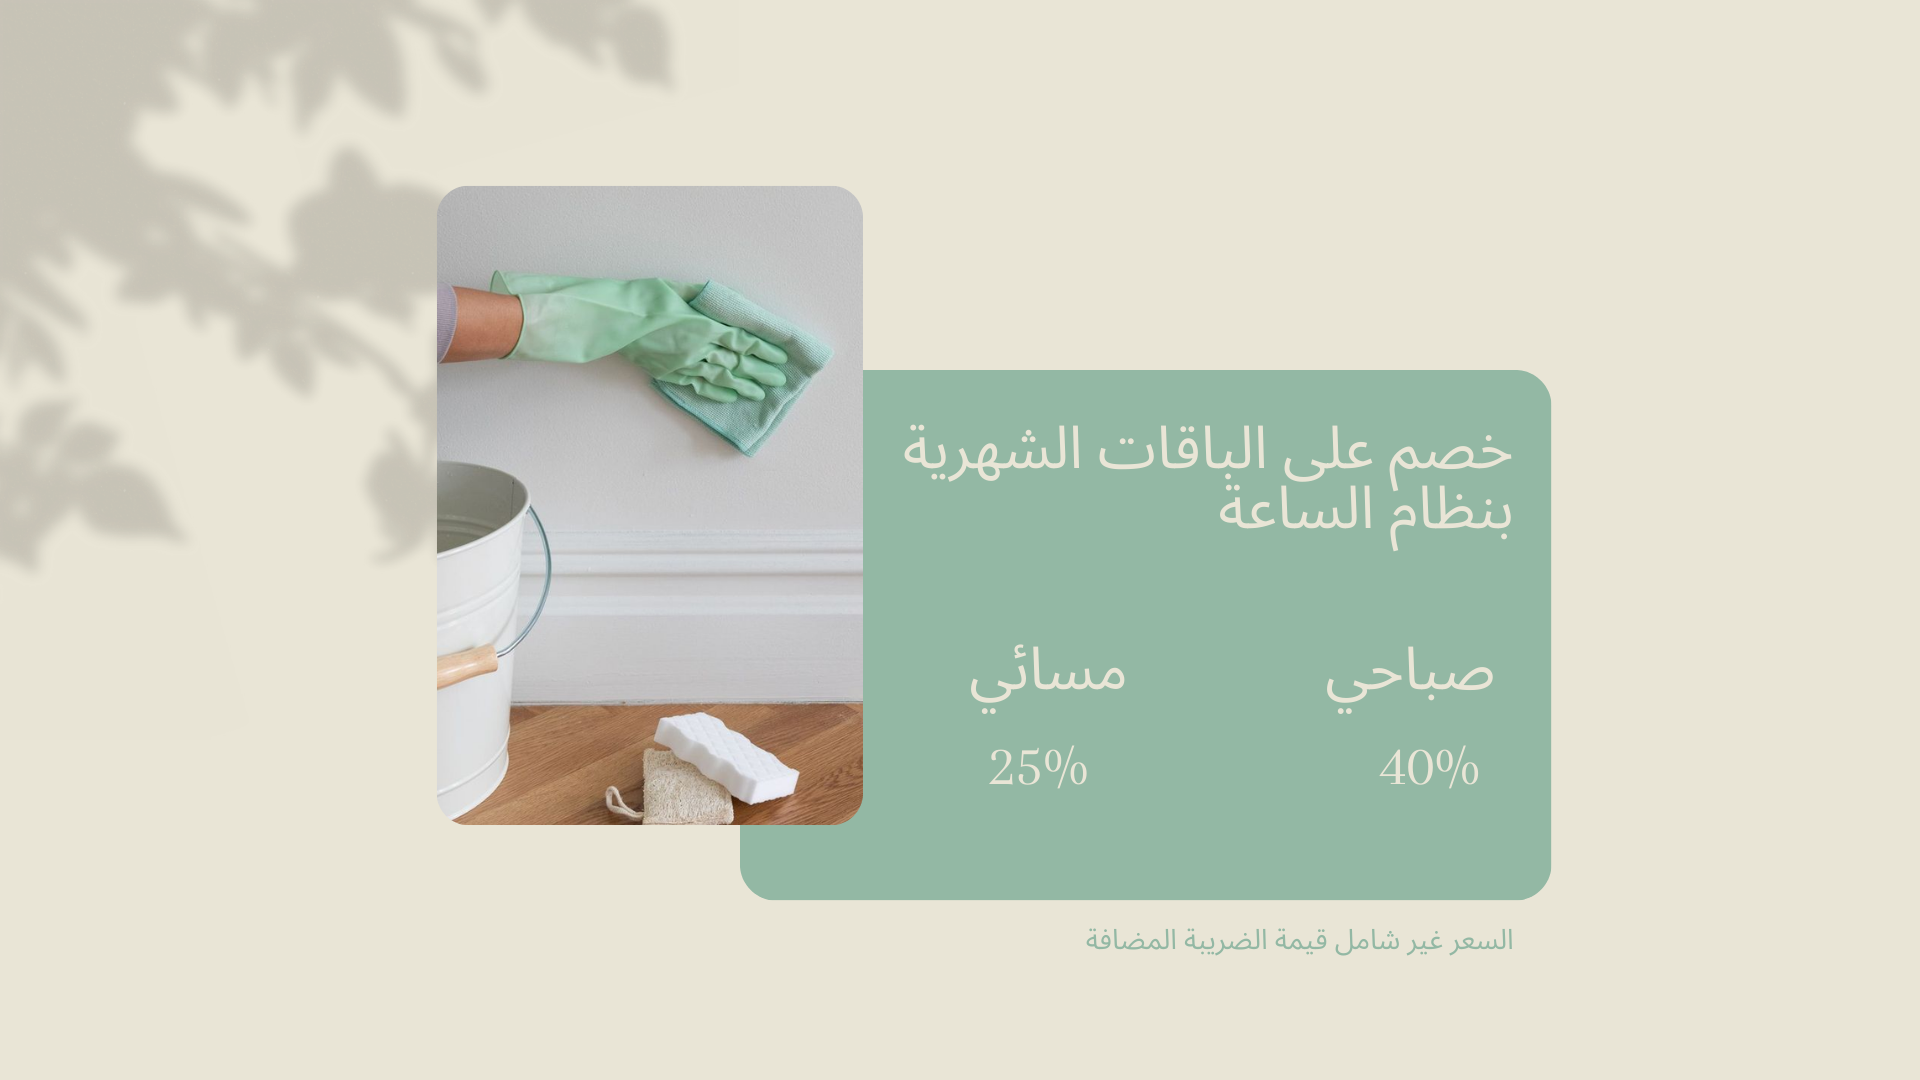 خصم على الباقات الشهرية
بنظام الساعة
صباحي
مسائي
40%
25%
السعر غير شامل قيمة الضريبة المضافة